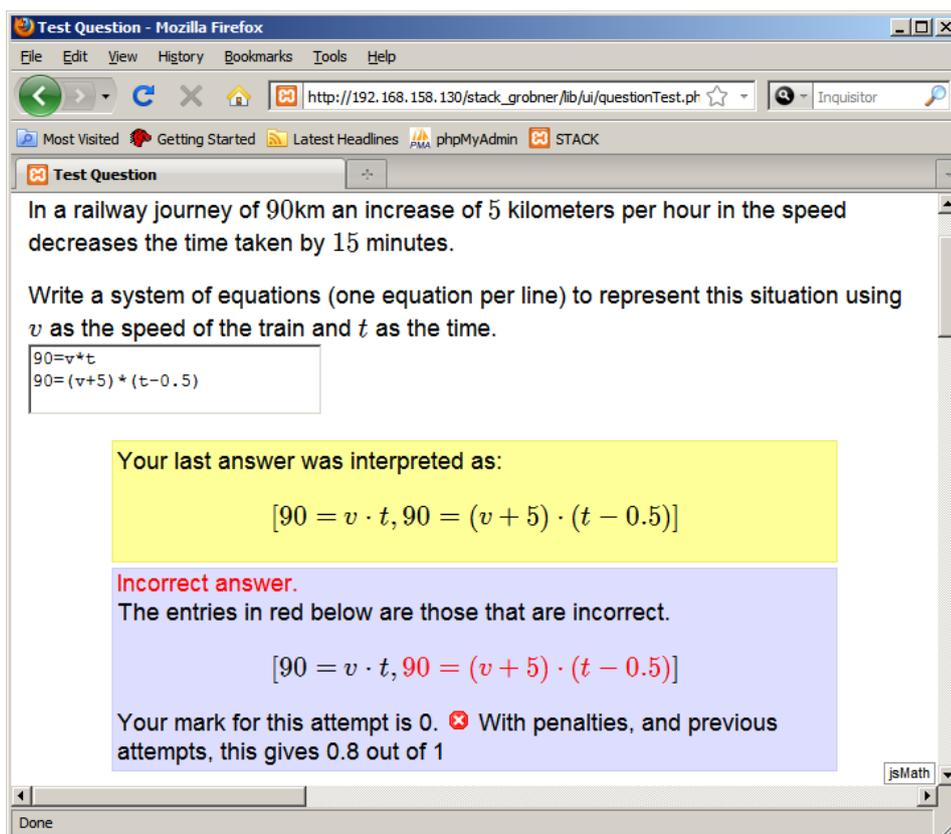 Test Question - Mozilla Firefox
File Edit View History Bookmarks Tools Help
http://192.168.158.130/stack_grobner/lib/ui/questionTest.ph
Inquisitor
Most Visited Getting Started Latest Headlines PMA phpMyAdmin STACK
Test Question
In a railway journey of 90km an increase of 5 kilometers per hour in the speed
decreases the time taken by 15 minutes.
Write a system of equations (one equation per line) to represent this situation using
v as the speed of the train and t as the time.
90=v*t
90=(v+5)*(t-0.5)
Your last answer was interpreted as:
[90 = v · t, 90 = (v + 5) · (t − 0.5)]
Incorrect answer.
The entries in red below are those that are incorrect.
[90 = v · t, 90 = (v + 5) · (t − 0.5)]
Your mark for this attempt is 0. With penalties, and previous
attempts, this gives 0.8 out of 1
jsMath
Done